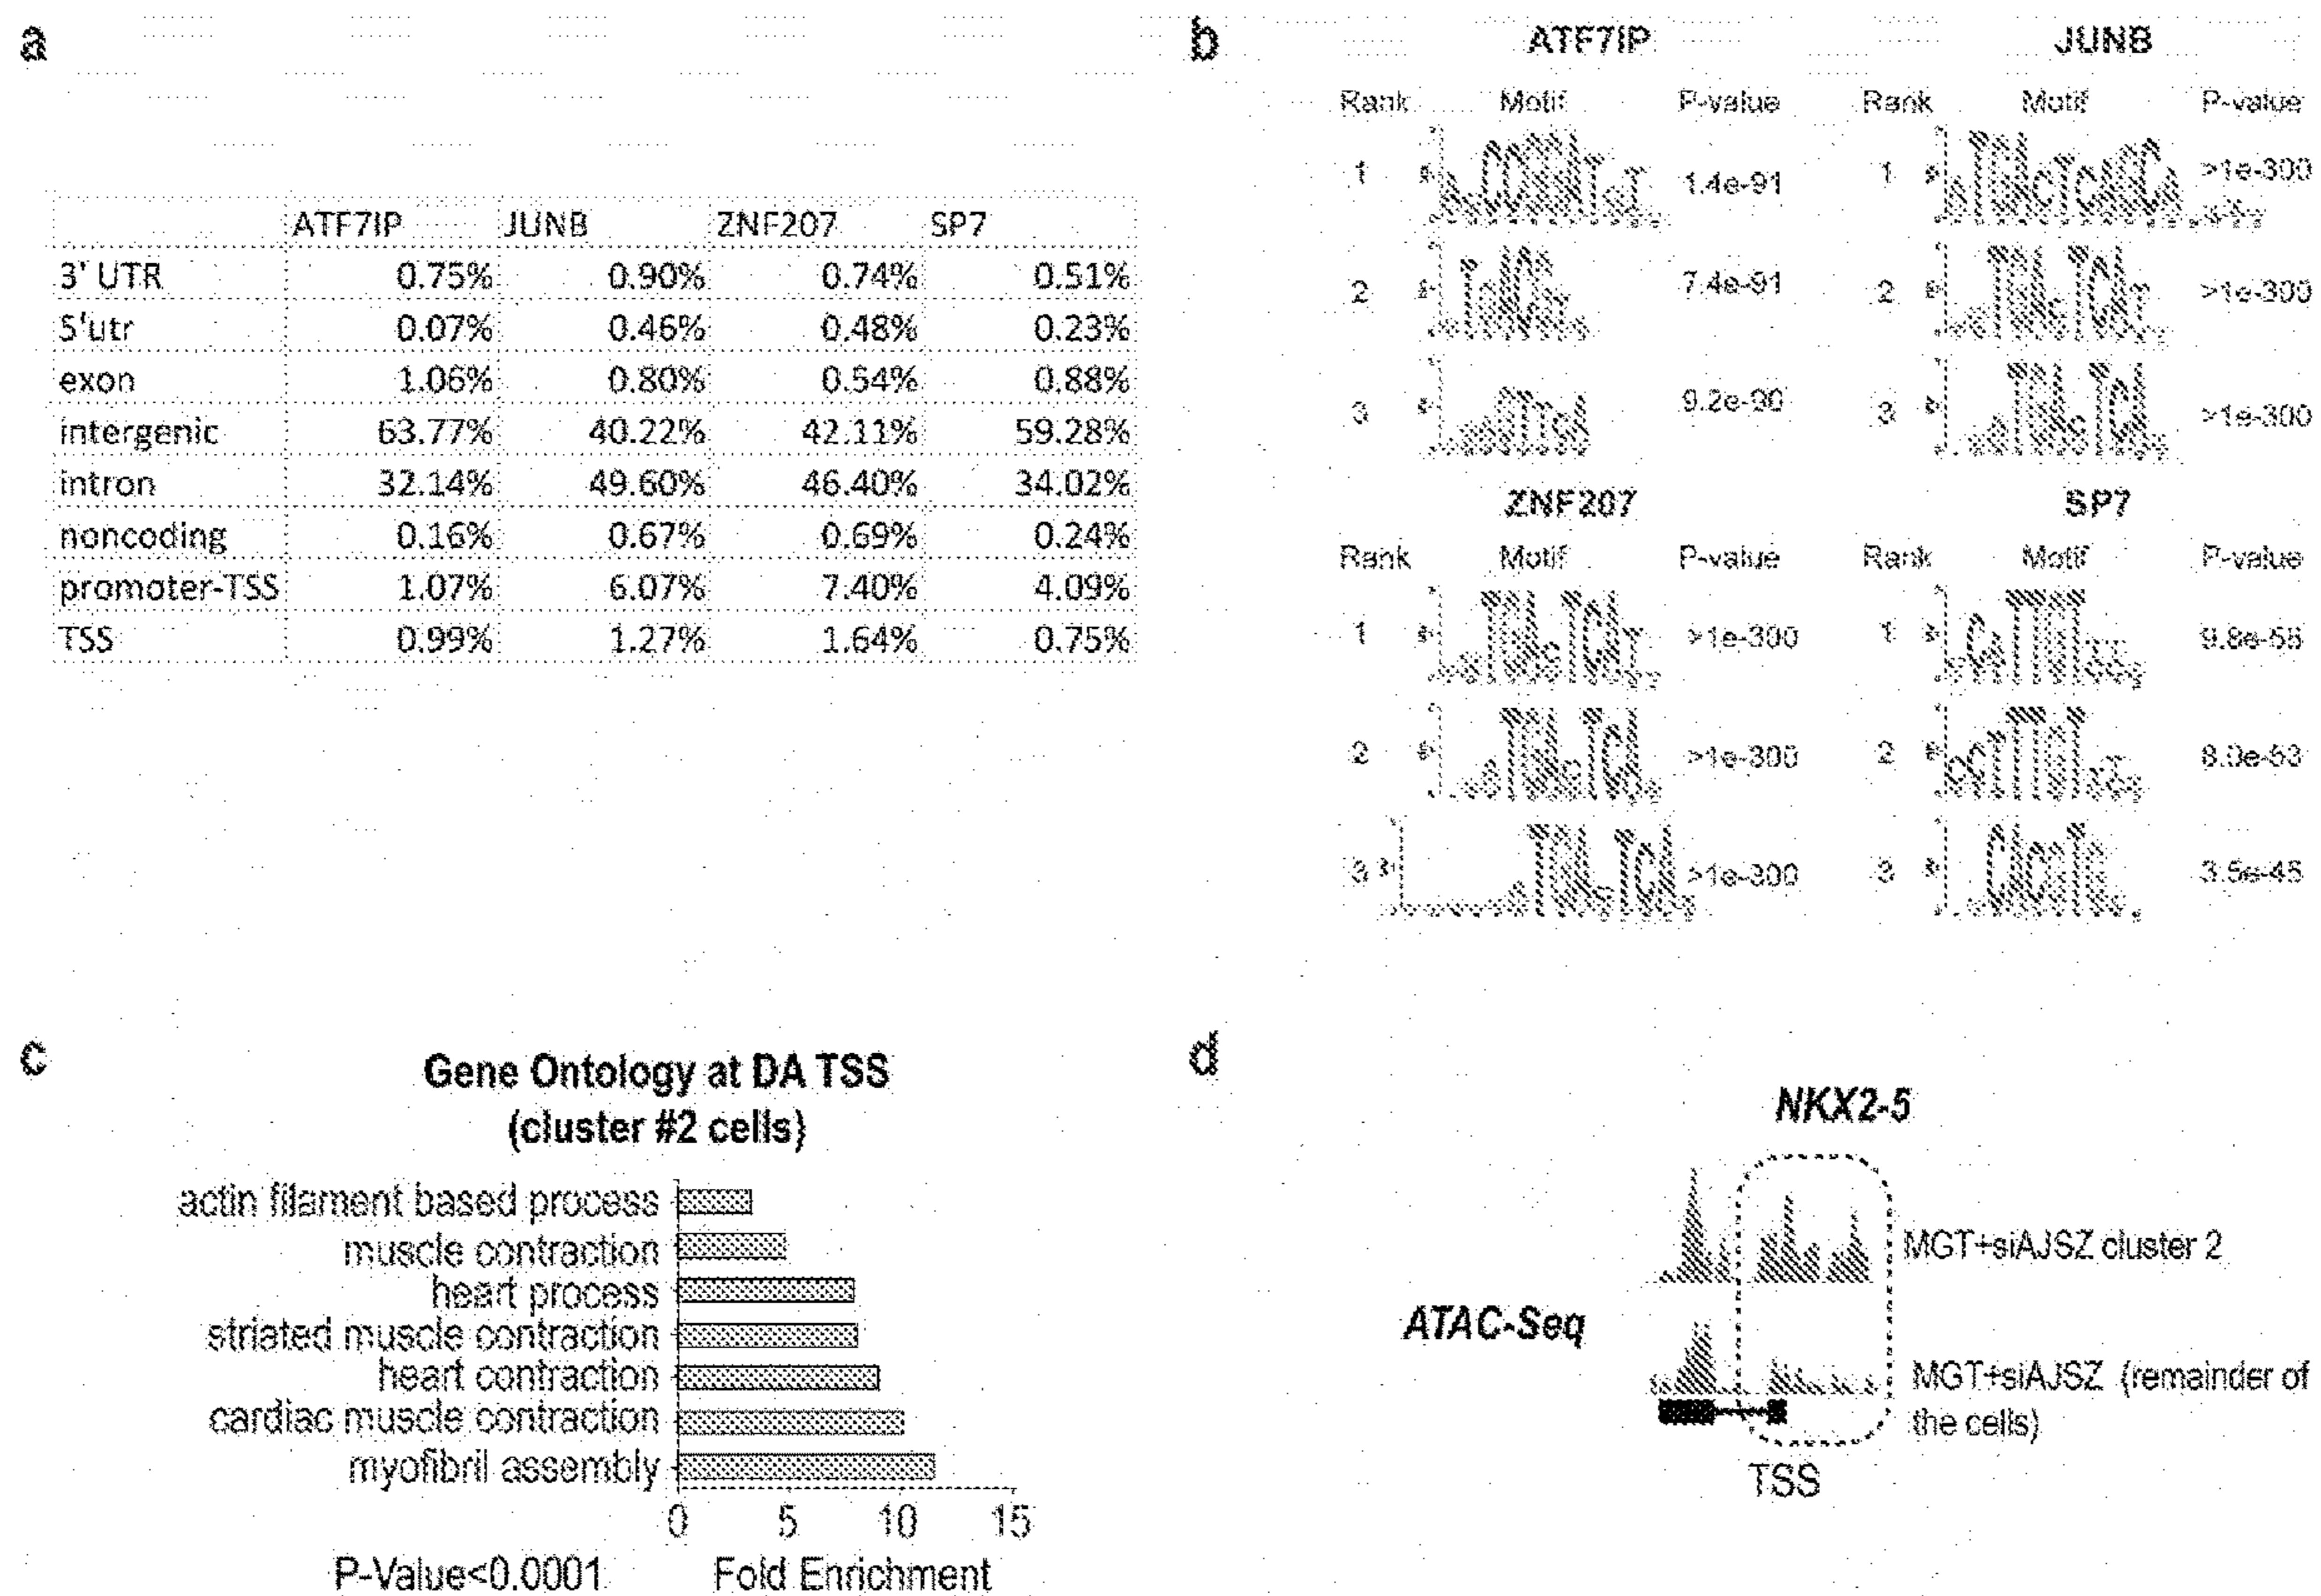 a
ATF7IP JUNB ZNF207 SP7
3' UTR 0.75% 0.90% 0.74% 0.51%
5'utr 0.07% 0.46% 0.48% 0.23%
exon 1.06% 0.80% 0.54% 0.88%
intergenic 63.77% 40.22% 42.11% 59.28%
intron 32.14% 49.60% 46.40% 34.02%
noncoding 0.16% 0.67% 0.69% 0.24%
promoter-TSS 1.07% 6.07% 7.40% 4.09%
TSS 0.99% 1.27% 1.64% 0.75%
b
ATF7IP
Rank Motif P-value
1 1.4e-91
2 7.4e-91
3 9.2e-90
JUNB
Rank Motif P-value
1 >1e-300
2 >1e-300
3 >1e-300
ZNF207
Rank Motif P-value
1 >1e-300
2 >1e-300
3 >1e-300
SP7
Rank Motif P-value
1
2 8.0e-53
3
c
Gene Ontology at DA TSS
(cluster #2 cells)
actin filament based process
muscle contraction
heart process
striated muscle contraction
heart contraction
cardiac muscle contraction
myofibril assembly
0 5 10 15
P-Value<0.0001 Fold Enrichment
d
NKX2-5
MGT+siAJSZ cluster 2
ATAC-Seq
MGT+siAJSZ (remainder of
the cells)
TSS